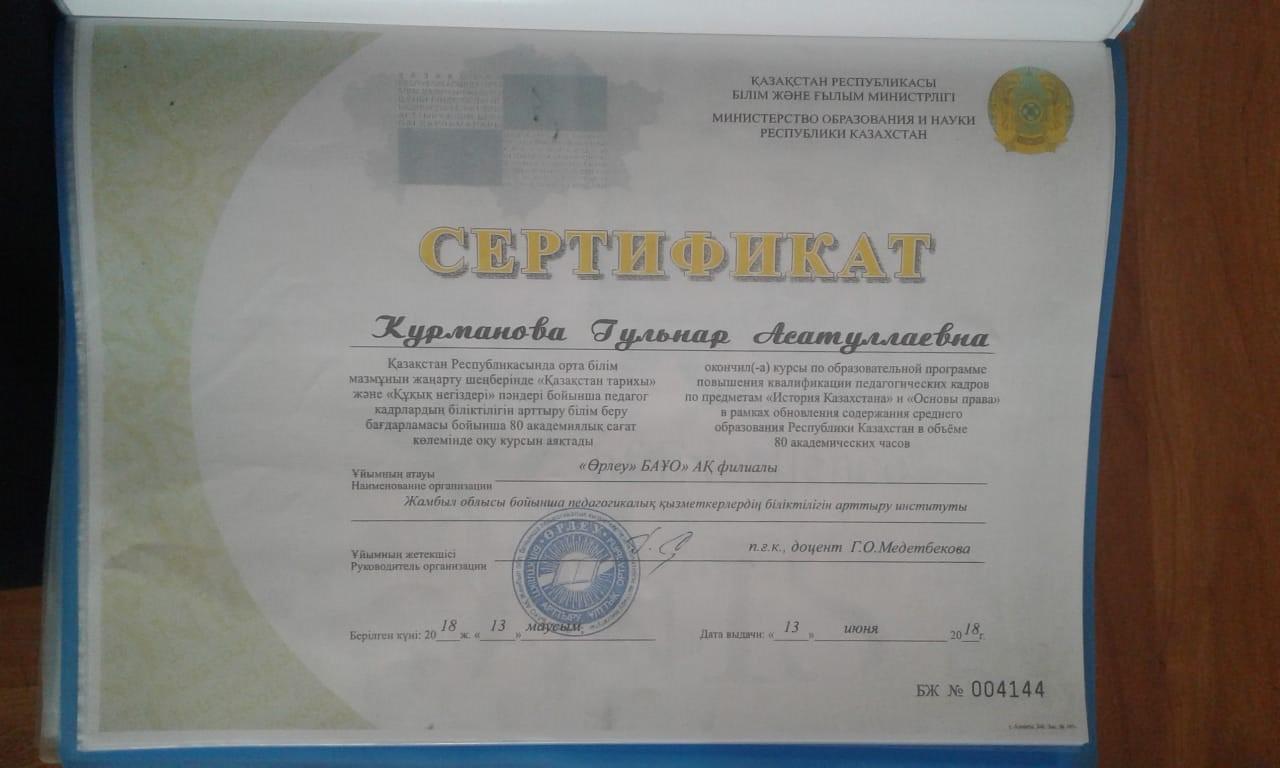 ҚАЗАҚСТАН РЕСПУБЛИКАСЫ
БІЛІМ ЖӘНЕ ҒЫЛЫМ МИНИСТРЛІГІ
МИНИСТЕРСТВО ОБРАЗОВАНИЯ И НАУКИ
РЕСПУБЛИКИ КАЗАХСТАН
СЕРТИФИКАТ
Курманова Гульнар Асатуллаевна
Қазақстан Республикасында орта білім
мазмұнын жаңарту шеңберінде «Қазақстан тарихы»
және «Құқық негіздері» пәндері бойынша педагог
кадрлардың біліктілігін арттыру білім беру
бағдарламасы бойынша 80 академиялық сағат
көлемінде оқу курсын аяқтады
окончил(-а) курсы по образовательной программе
повышения квалификации педагогических кадров
по предметам «История Казахстана» и «Основы права»
в рамках обновления содержания среднего
образования Республики Казахстан в объёме
80 академических часов
«Өрлеу» БАҰО» АҚ филиалы
Ұйымның атауы
Наименование организации
Жамбыл облысы бойынша педагогикалық қызметкерлердің біліктілігін арттыру институты
Ұйымның жетекшісі
Руководитель организации
п.ғ.к., доцент Г.О.Медетбекова
ӨРЛЕУ
Берілген күні: 2018 ж. «13» маусым
Дата выдачи: «13» июня 2018г.
БЖ № 004144